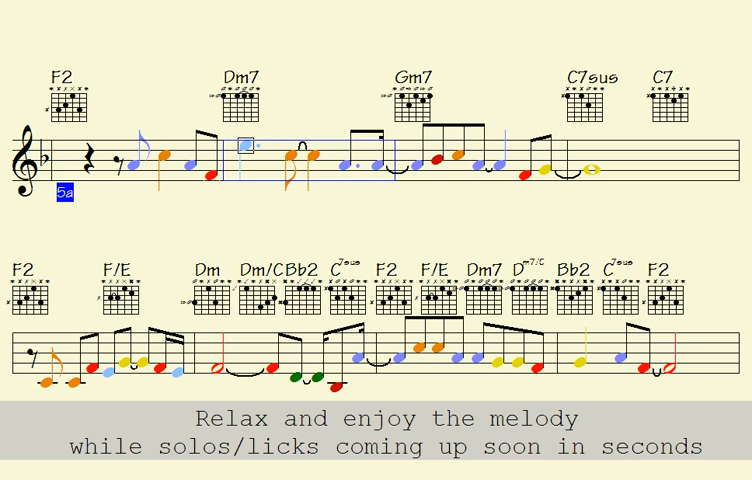 F2 Dm7 Gm7 C7sus C7
5a
F2 F/E Dm Dm/C Bb2 C7sus F2 F/E Dm7 Dm7/C Bb2 C7sus F2
Relax and enjoy the melody
while solos/licks coming up soon in seconds